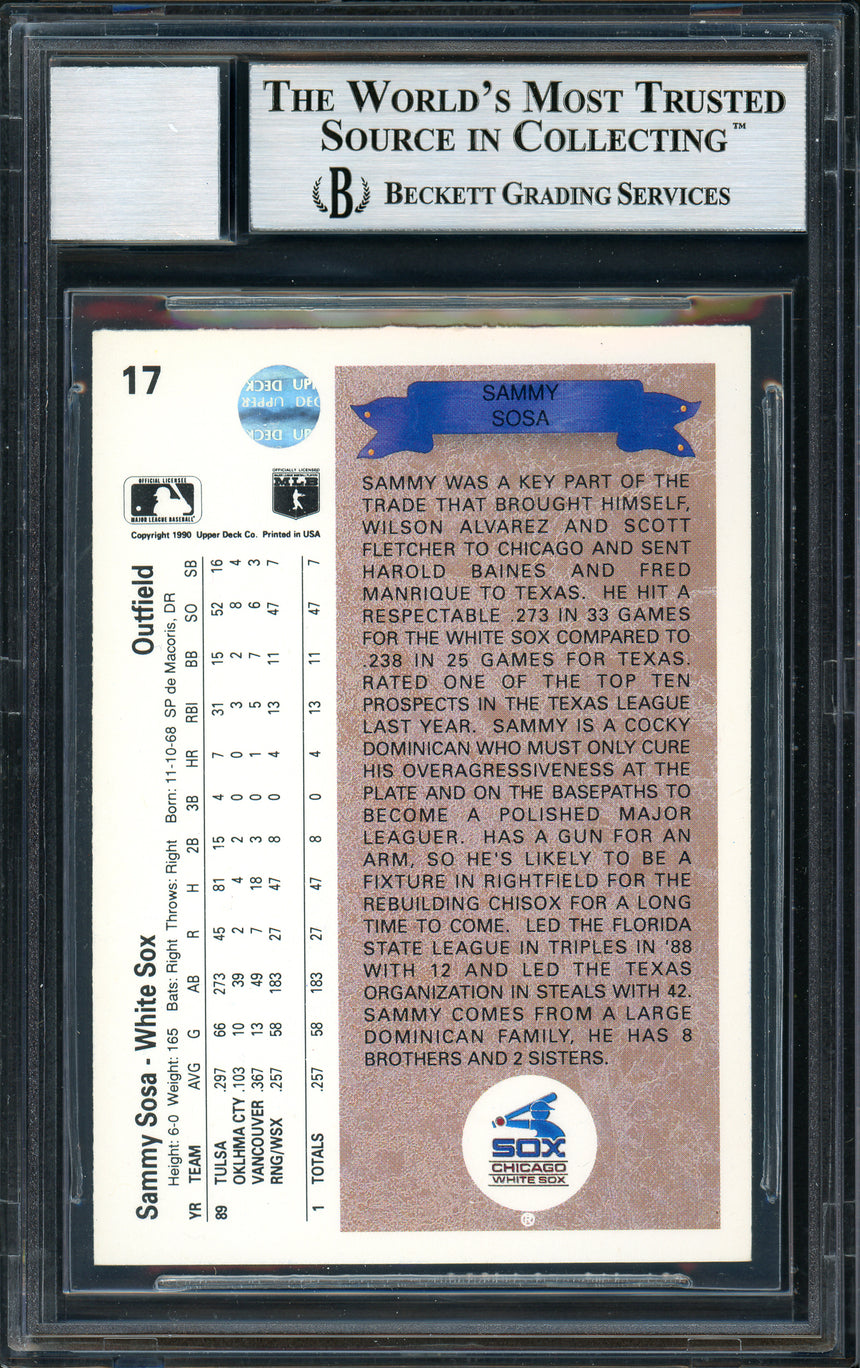 THE WORLD'S MOST TRUSTED
SOURCE IN COLLECTING™
B BECKETT GRADING SERVICES
17
DECK UP
UPPER DEC
DECK UP
OFFICIAL LICENSEE
MAJOR LEAGUE BASEBALL
OFFICIALLY LICENSED
MLB
Copyright 1990 Upper Deck Co. Printed in USA
Sammy Sosa - White Sox Outfield
Height: 6-0 Weight: 165 Bats: Right Throws: Right Born: 11-10-68 SP de Macoris, DR
YR TEAM AVG G AB R H 2B 3B HR RBI BB SO SB
89 TULSA .297 66 273 45 81 15 4 7 31 15 52 16
OKLHMA CTY .103 10 39 2 4 2 0 0 3 2 8 4
VANCOUVER .367 13 49 7 18 3 0 1 5 7 6 3
RNG/WSX .257 58 183 27 47 8 0 4 13 11 47 7
1 TOTALS .257 58 183 27 47 8 0 4 13 11 47 7
SAMMY
SOSA
SAMMY WAS A KEY PART OF THE
TRADE THAT BROUGHT HIMSELF,
WILSON ALVAREZ AND SCOTT
FLETCHER TO CHICAGO AND SENT
HAROLD BAINES AND FRED
MANRIQUE TO TEXAS. HE HIT A
RESPECTABLE .273 IN 33 GAMES
FOR THE WHITE SOX COMPARED TO
.238 IN 25 GAMES FOR TEXAS.
RATED ONE OF THE TOP TEN
PROSPECTS IN THE TEXAS LEAGUE
LAST YEAR. SAMMY IS A COCKY
DOMINICAN WHO MUST ONLY CURE
HIS OVERAGRESSIVENESS AT THE
PLATE AND ON THE BASEPATHS TO
BECOME A POLISHED MAJOR
LEAGUER. HAS A GUN FOR AN
ARM, SO HE'S LIKELY TO BE A
FIXTURE IN RIGHTFIELD FOR THE
REBUILDING CHISOX FOR A LONG
TIME TO COME. LED THE FLORIDA
STATE LEAGUE IN TRIPLES IN '88
WITH 12 AND LED THE TEXAS
ORGANIZATION IN STEALS WITH 42.
SAMMY COMES FROM A LARGE
DOMINICAN FAMILY, HE HAS 8
BROTHERS AND 2 SISTERS.
SOX
CHICAGO
WHITE SOX
®